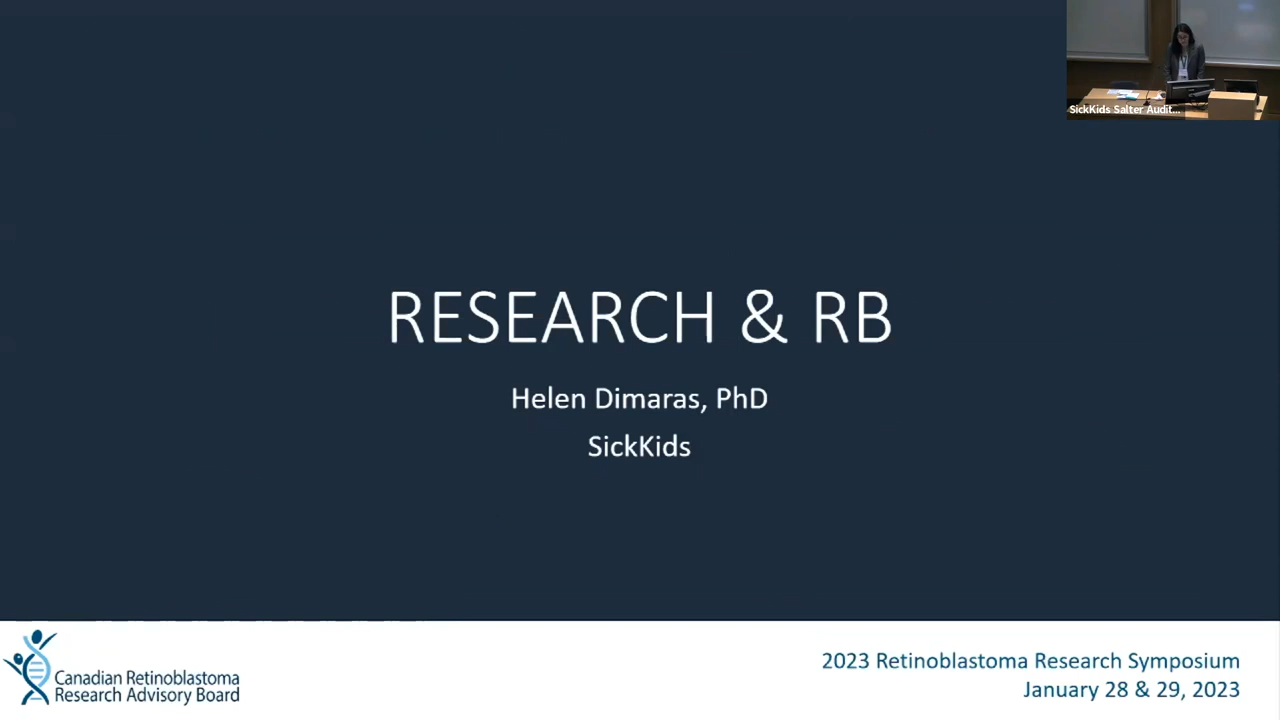 SickKids Salter Audit...
RESEARCH & RB
Helen Dimaras, PhD
SickKids
Canadian Retinoblastoma
Research Advisory Board
2023 Retinoblastoma Research Symposium
January 28 & 29, 2023